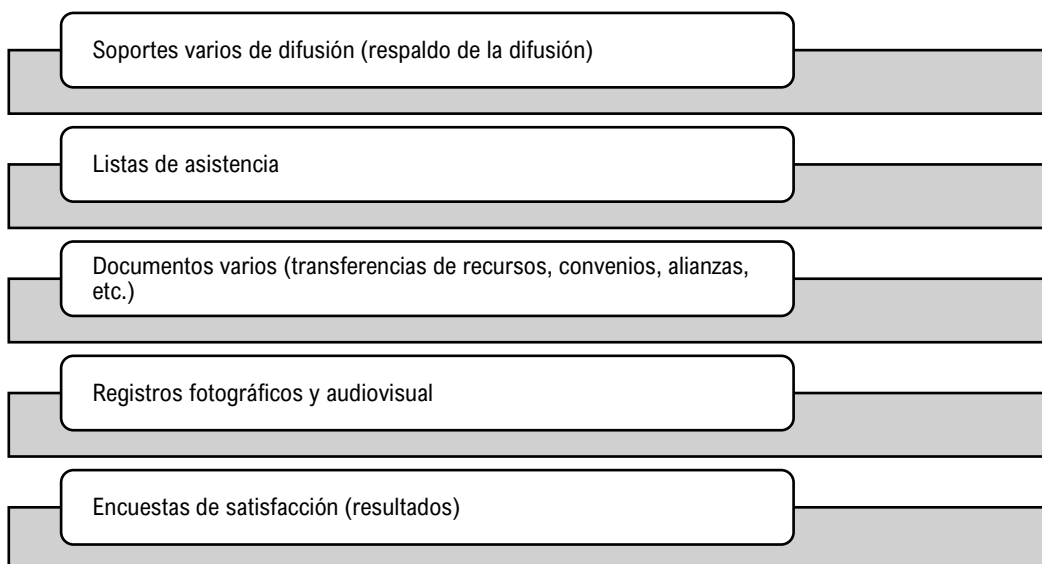 Soportes varios de difusión (respaldo de la difusión)
Listas de asistencia
Documentos varios (transferencias de recursos, convenios, alianzas,
etc.)
Registros fotográficos y audiovisual
Encuestas de satisfacción (resultados)